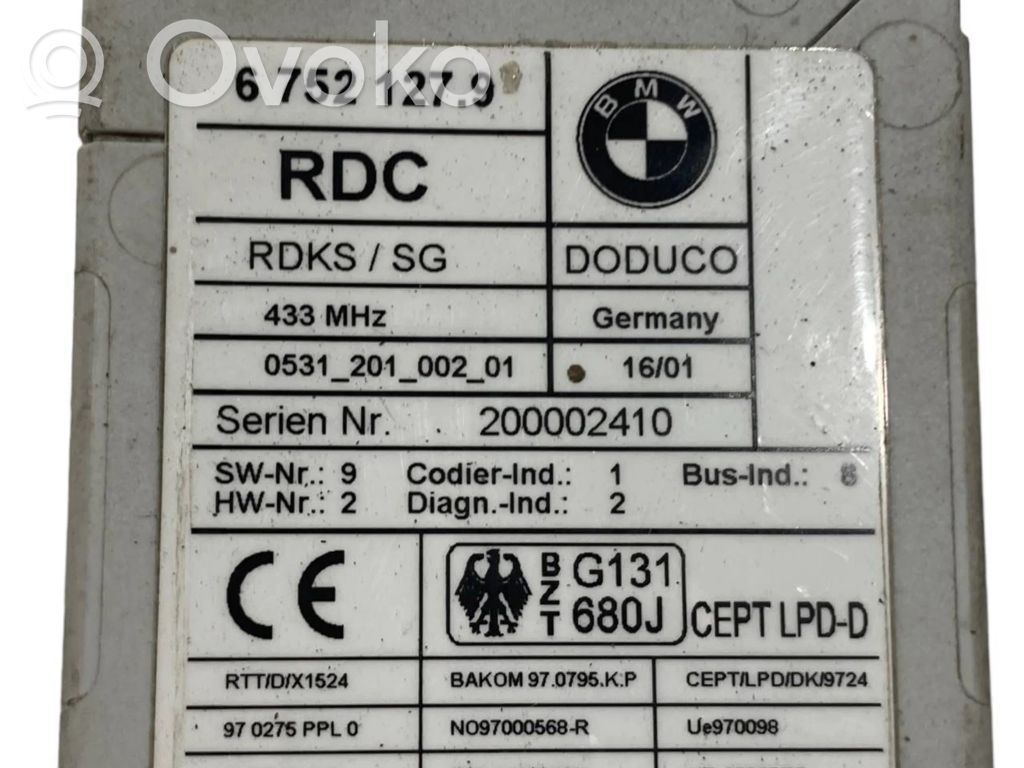 Ovoko
6 752 127.9
BMW
RDC
RDKS / SG
DODUCO
433 MHz
Germany
0531_201_002_01
16/01
Serien Nr. 200002410
SW-Nr.: 9 Codier-Ind.: 1 Bus-Ind.:
HW-Nr.: 2 Diagn.-Ind.: 2
CE
BZT
G131
680J
CEPT LPD-D
RTT/D/X1524
BAKOM 97.0795.K.P
CEPT/LPD/DK/9724
97 0275 PPL 0
NO97000568-R
Ue970098